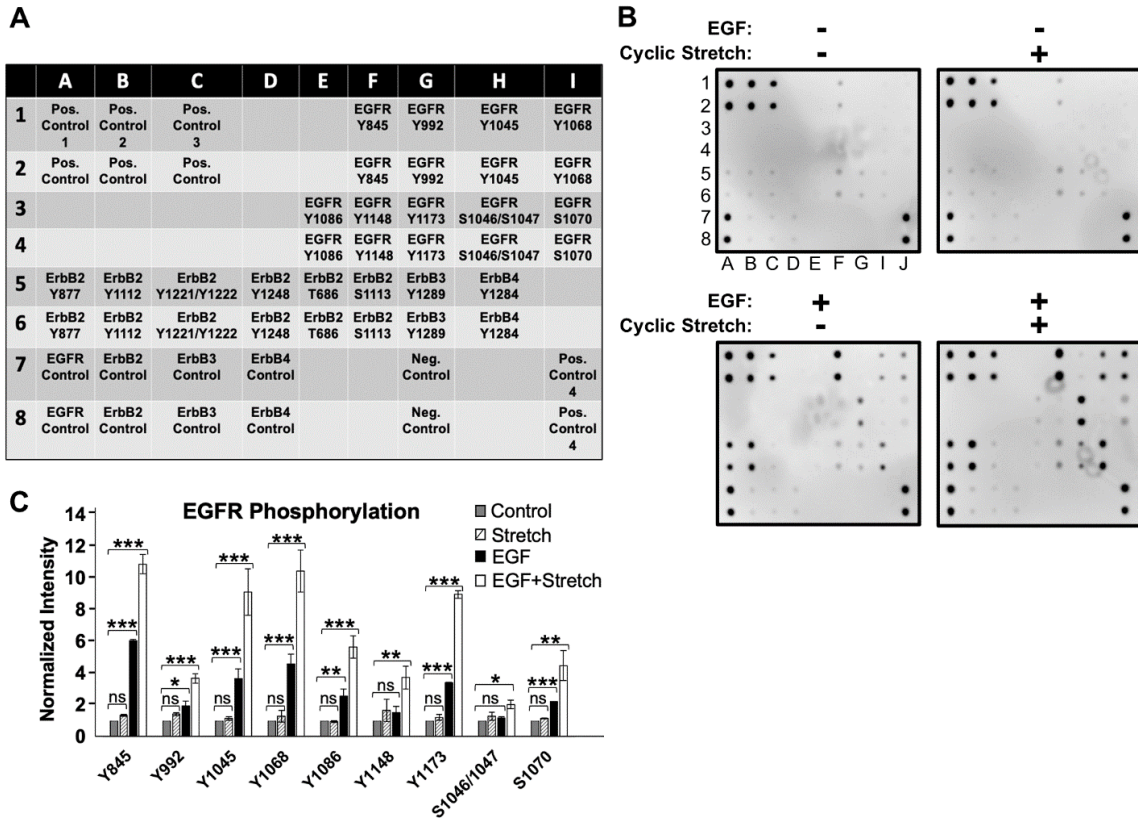 A
A B C D E F G H I
1 Pos. Control 1 Pos. Control 2 Pos. Control 3 EGFR Y845 EGFR Y992 EGFR Y1045 EGFR Y1068
2 Pos. Control Pos. Control Pos. Control EGFR Y845 EGFR Y992 EGFR Y1045 EGFR Y1068
3 EGFR Y1086 EGFR Y1148 EGFR Y1173 EGFR S1046/S1047 EGFR S1070
4 EGFR Y1086 EGFR Y1148 EGFR Y1173 EGFR S1046/S1047 EGFR S1070
5 ErbB2 Y877 ErbB2 Y1112 ErbB2 Y1221/Y1222 ErbB2 Y1248 ErbB2 T686 ErbB2 S1113 ErbB3 Y1289 ErbB4 Y1284
6 ErbB2 Y877 ErbB2 Y1112 ErbB2 Y1221/Y1222 ErbB2 Y1248 ErbB2 T686 ErbB2 S1113 ErbB3 Y1289 ErbB4 Y1284
7 EGFR Control ErbB2 Control ErbB3 Control ErbB4 Control Neg. Control Pos. Control 4
8 EGFR Control ErbB2 Control ErbB3 Control ErbB4 Control Neg. Control Pos. Control 4
B
EGF: - -
Cyclic Stretch: - +
1
2
3
4
5
6
7
8
A B C D E F G I J
EGF: + +
Cyclic Stretch: - +
C
EGFR Phosphorylation
Control
Stretch
EGF
EGF+Stretch
Normalized Intensity
14
12
10
8
6
4
2
0
ns *** ***
ns * ***
ns *** ***
ns *** ***
ns ** ***
ns **
ns *** ***
ns *
ns *** **
Y845 Y992 Y1045 Y1068 Y1086 Y1148 Y1173 S1046/1047 S1070